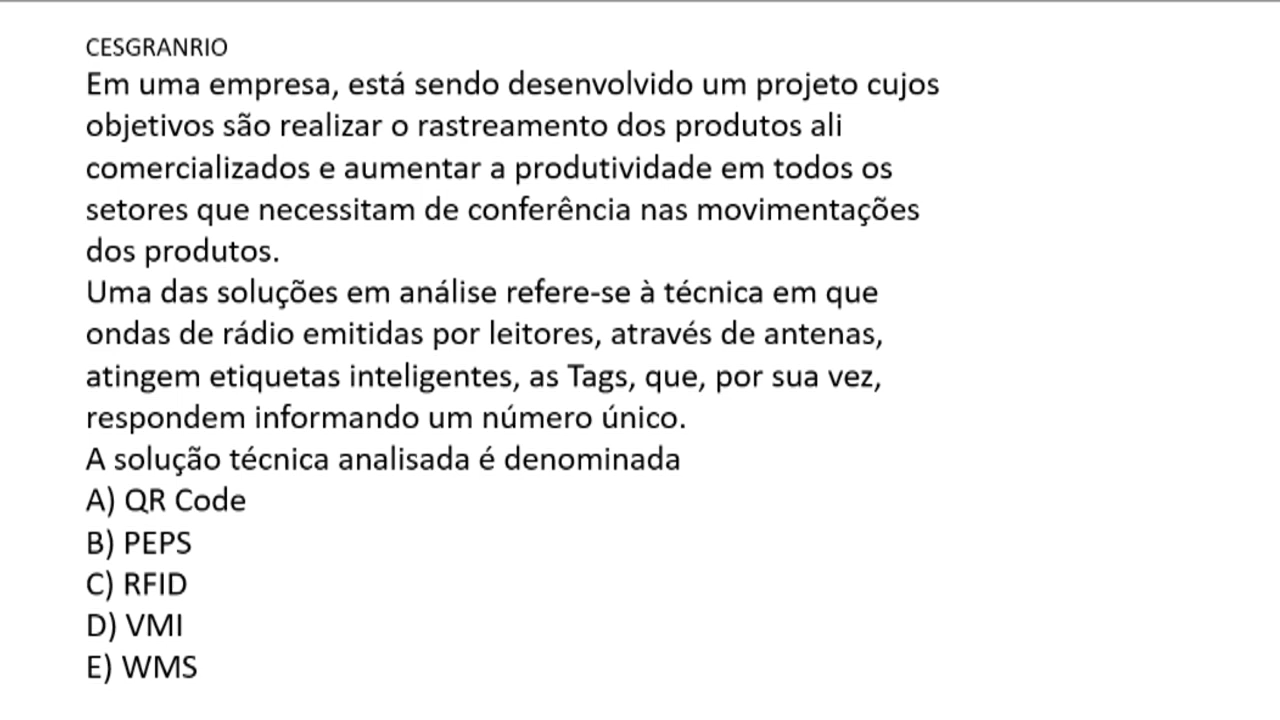 CESGRANRIO
Em uma empresa, está sendo desenvolvido um projeto cujos
objetivos são realizar o rastreamento dos produtos ali
comercializados e aumentar a produtividade em todos os
setores que necessitam de conferência nas movimentações
dos produtos.
Uma das soluções em análise refere-se à técnica em que
ondas de rádio emitidas por leitores, através de antenas,
atingem etiquetas inteligentes, as Tags, que, por sua vez,
respondem informando um número único.
A solução técnica analisada é denominada
A) QR Code
B) PEPS
C) RFID
D) VMI
E) WMS